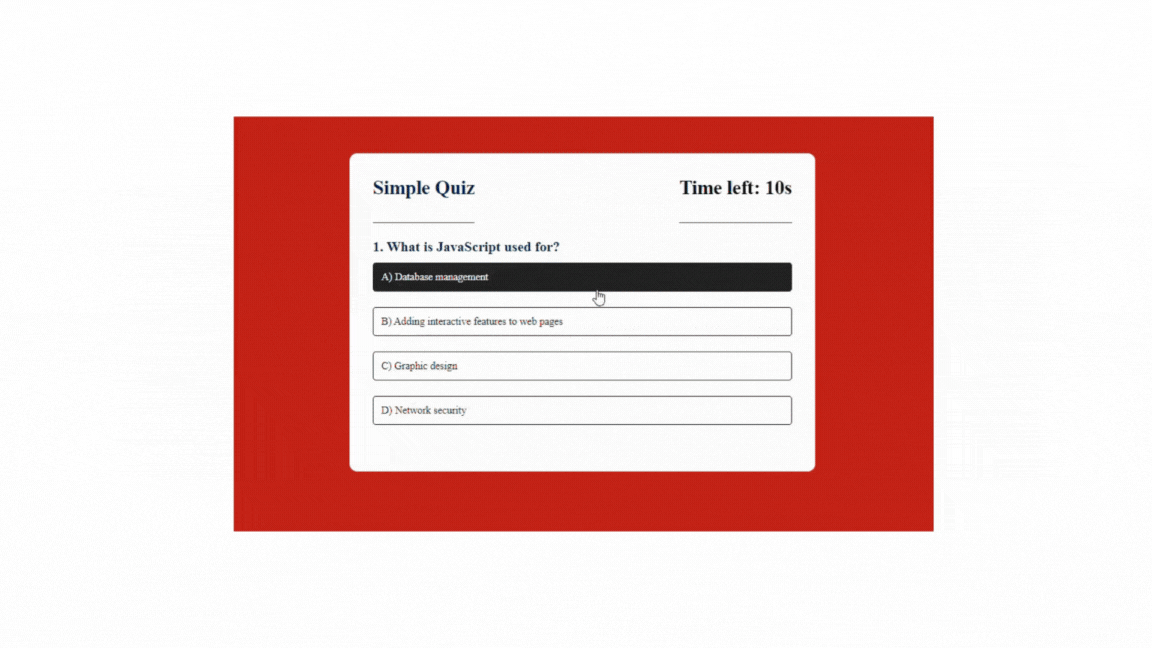 Simple Quiz
Time left: 10s
1. What is JavaScript used for?
A) Database management
B) Adding interactive features to web pages
C) Graphic design
D) Network security